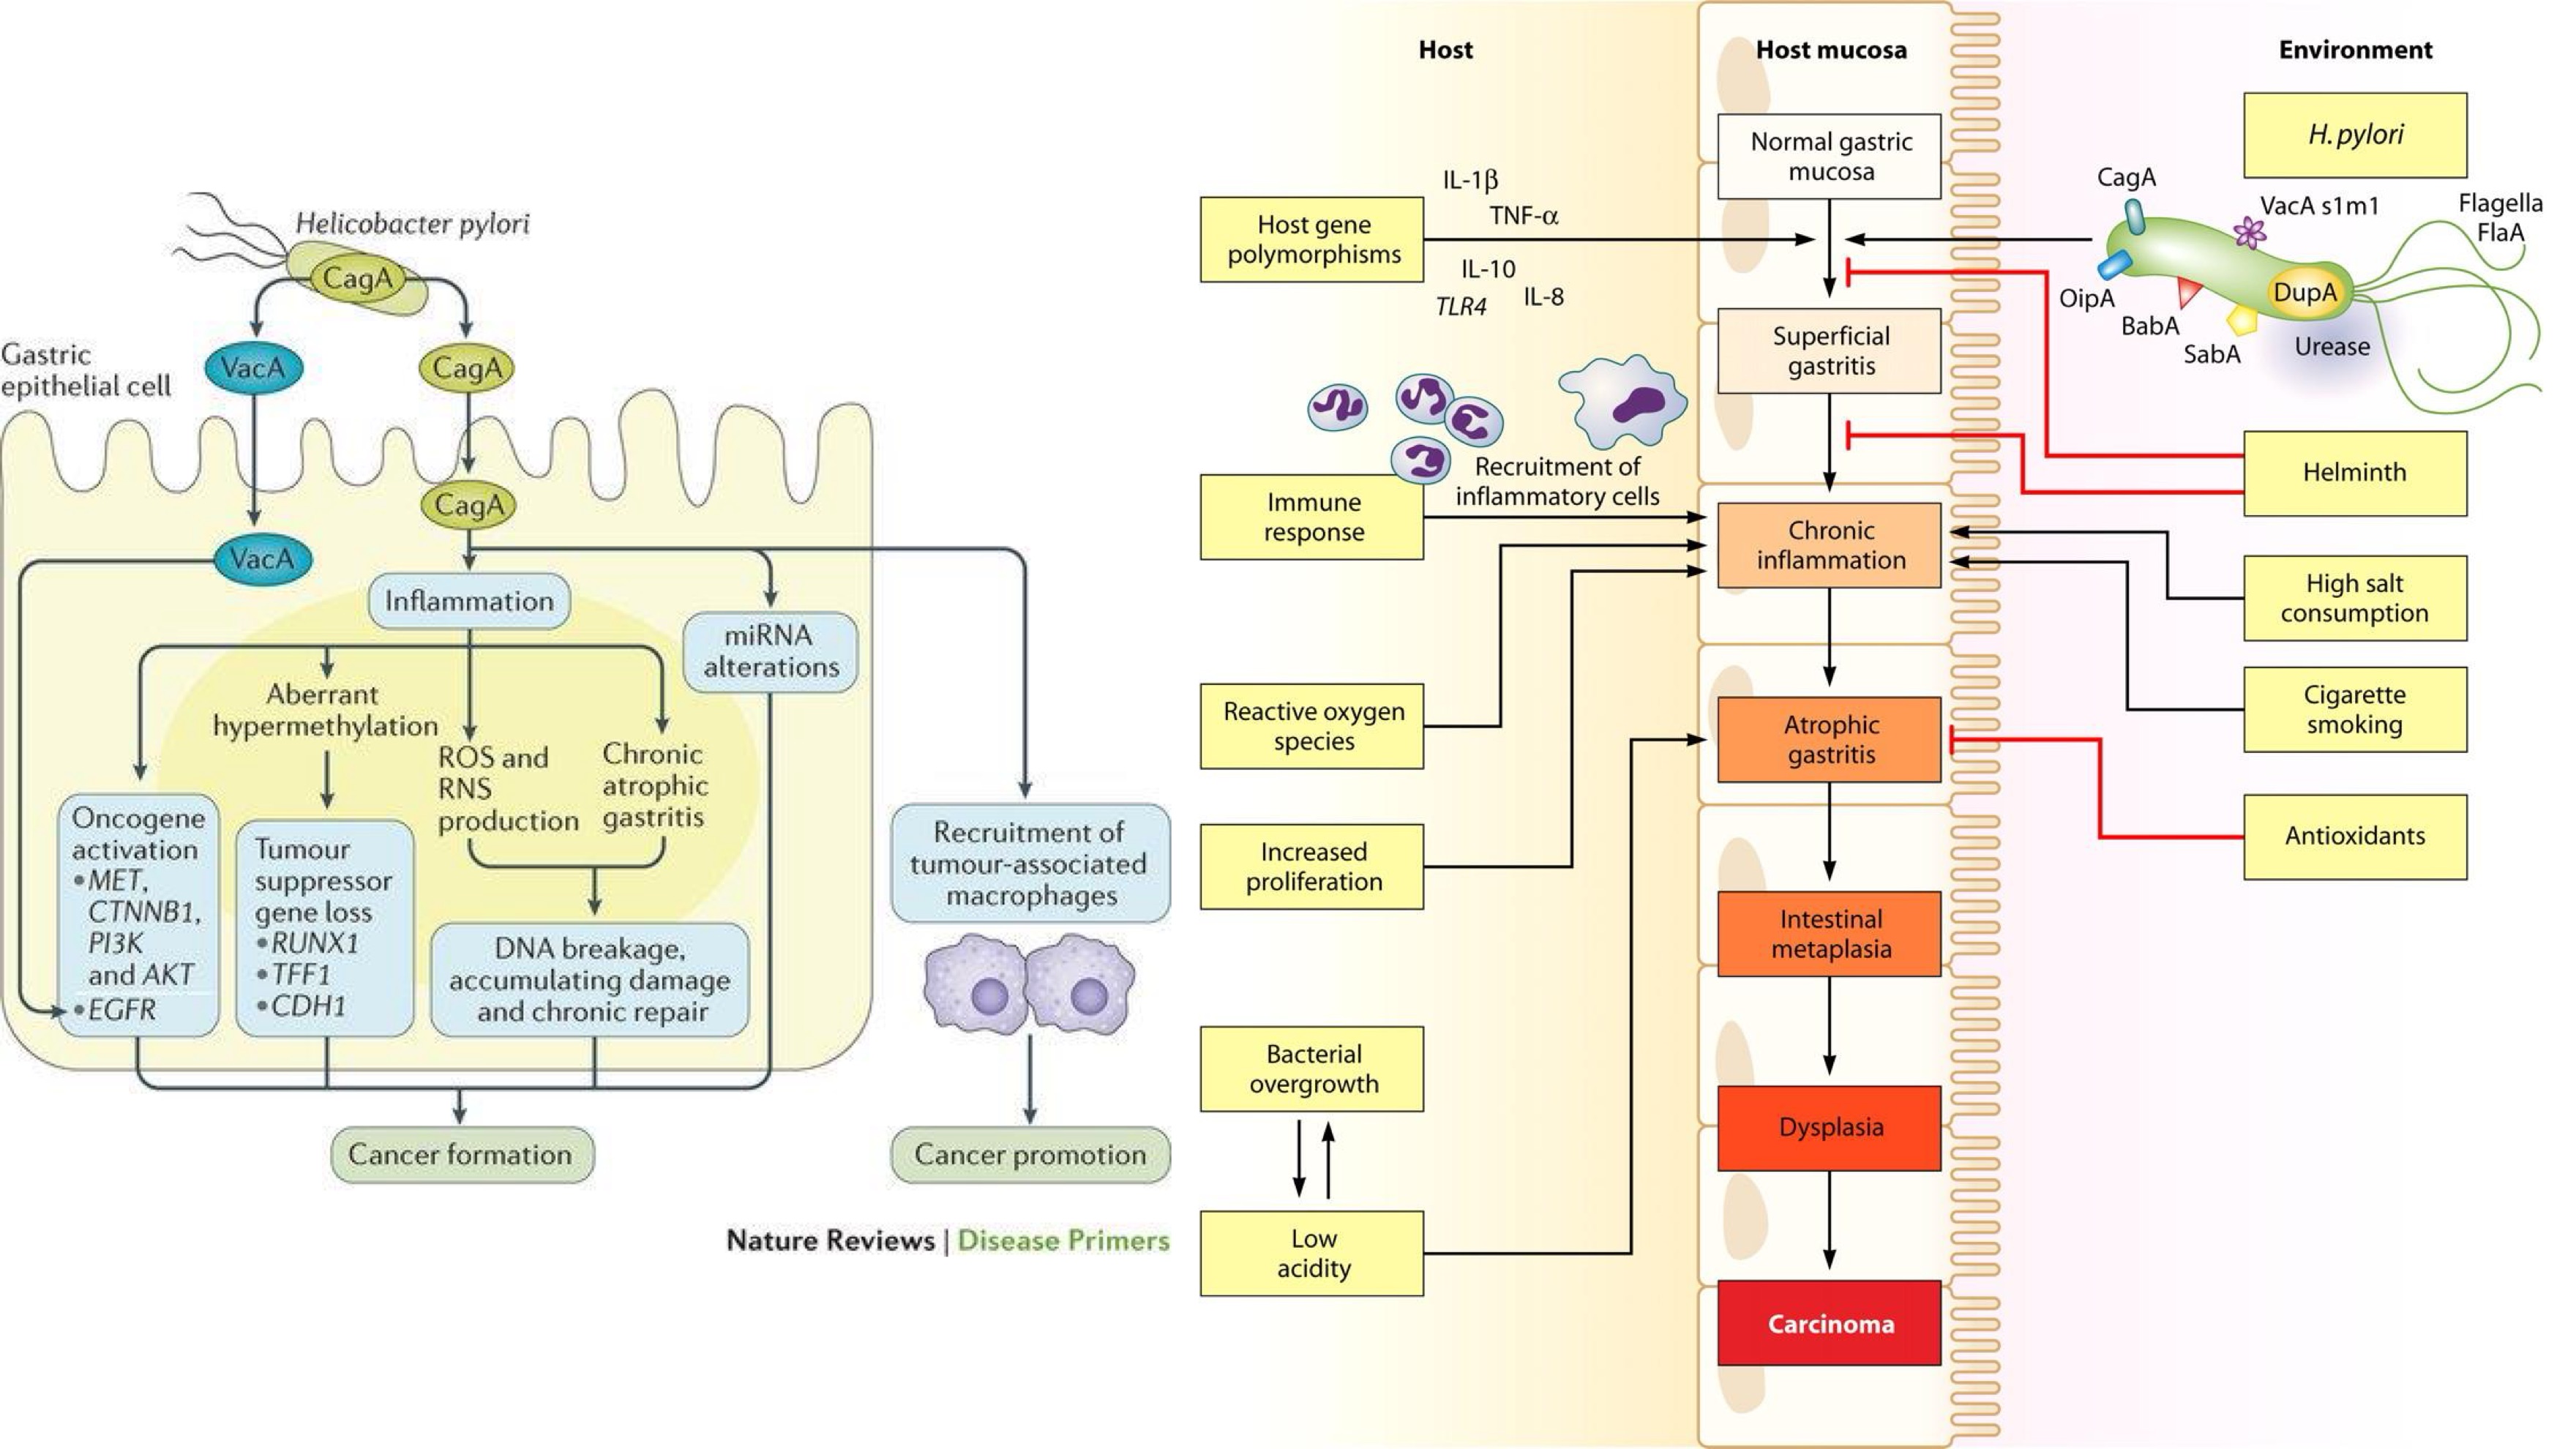 Helicobacter pylori
CagA
Gastric
epithelial cell
VacA
CagA
CagA
VacA
Inflammation
miRNA
alterations
Aberrant
hypermethylation
ROS and
RNS
production
Chronic
atrophic
gastritis
Oncogene
activation
•MET,
CTNNB1,
PI3K
and AKT
•EGFR
Tumour
suppressor
gene loss
•RUNX1
•TFF1
•CDH1
DNA breakage,
accumulating damage
and chronic repair
Recruitment of
tumour-associated
macrophages
Cancer formation
Cancer promotion
Nature Reviews | Disease Primers
Host
Host mucosa
Environment
Host gene
polymorphisms
IL-1β
TNF-α
IL-10
TLR4
IL-8
Recruitment of
inflammatory cells
Immune
response
Reactive oxygen
species
Increased
proliferation
Bacterial
overgrowth
Low
acidity
Normal gastric
mucosa
Superficial
gastritis
Chronic
inflammation
Atrophic
gastritis
Intestinal
metaplasia
Dysplasia
Carcinoma
H. pylori
CagA
VacA s1m1
Flagella
FlaA
OipA
BabA
SabA
DupA
Urease
Helminth
High salt
consumption
Cigarette
smoking
Antioxidants